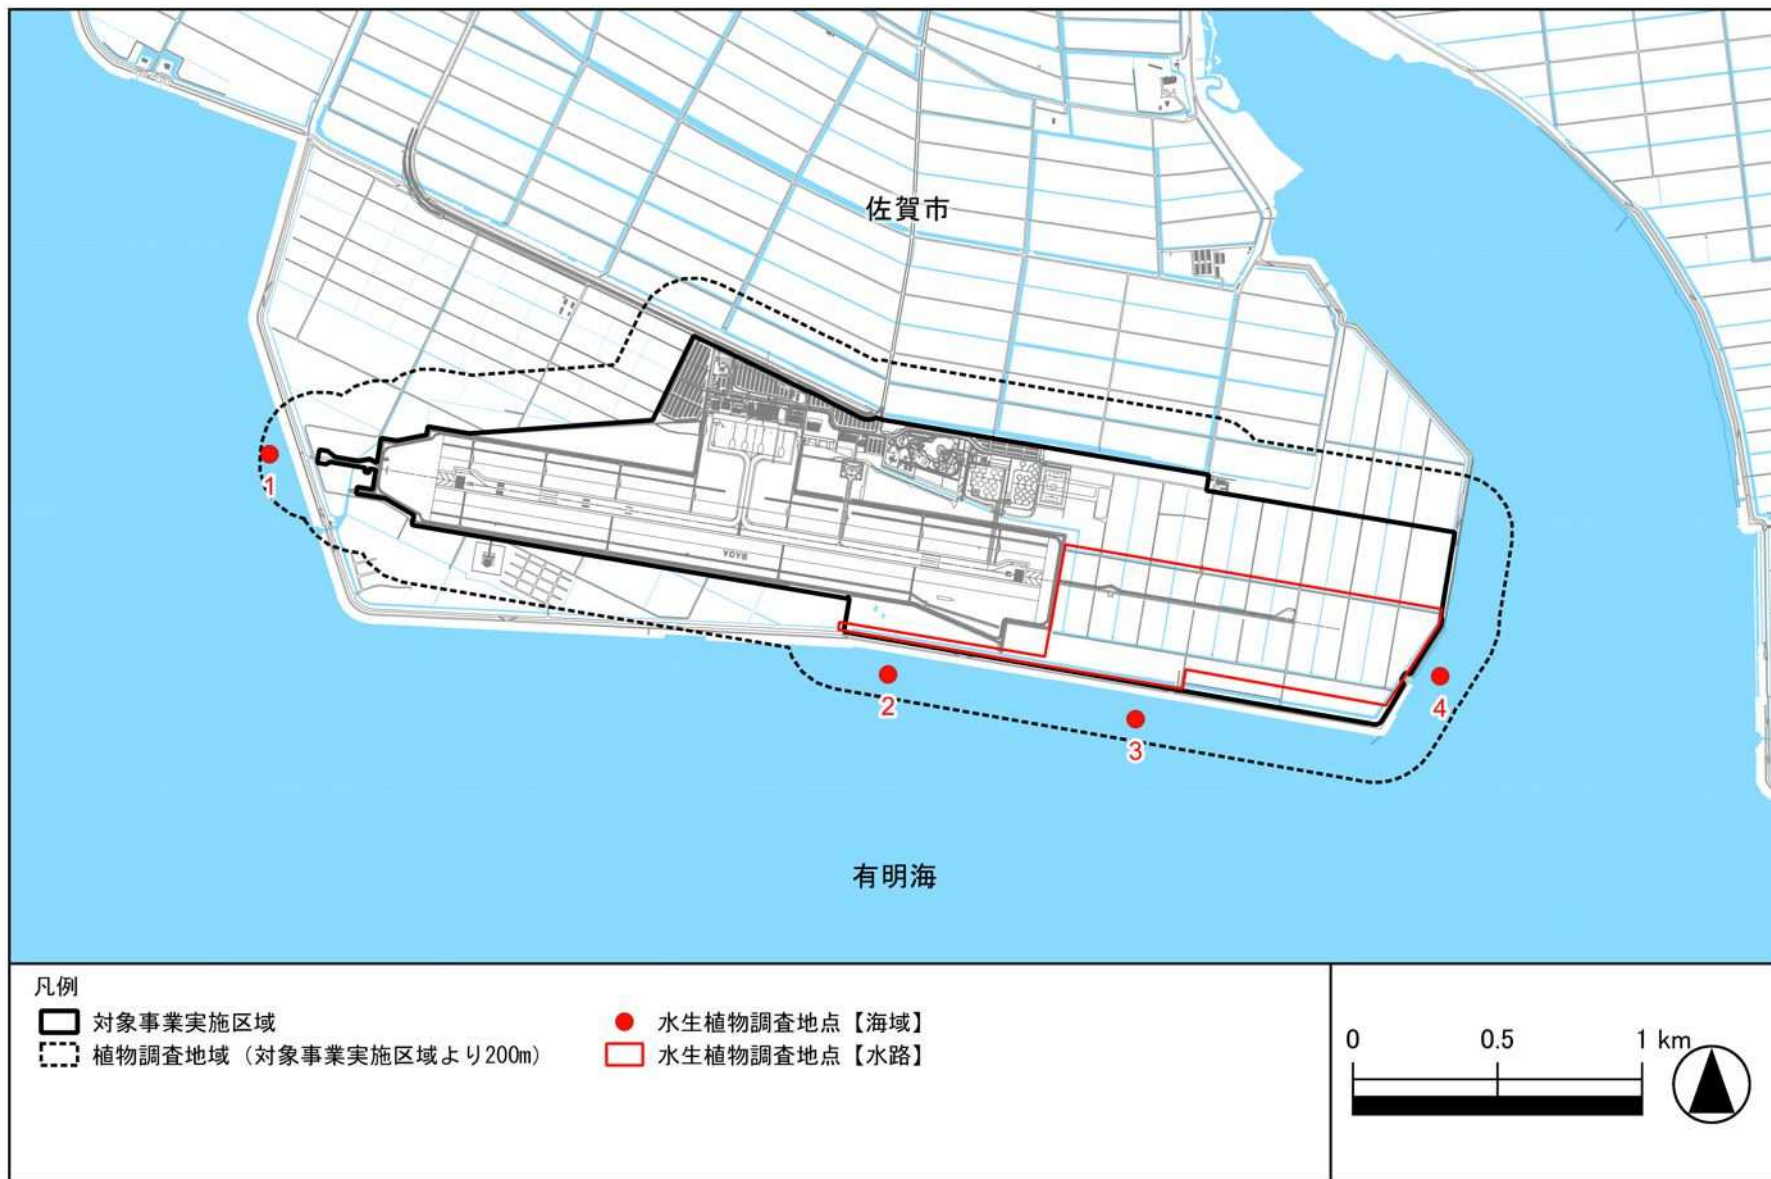 佐賀市
1
2
3
4
有明海
凡例
対象事業実施区域
植物調査地域（対象事業実施区域より200m）
水生植物調査地点【海域】
水生植物調査地点【水路】
0 0.5 1 km